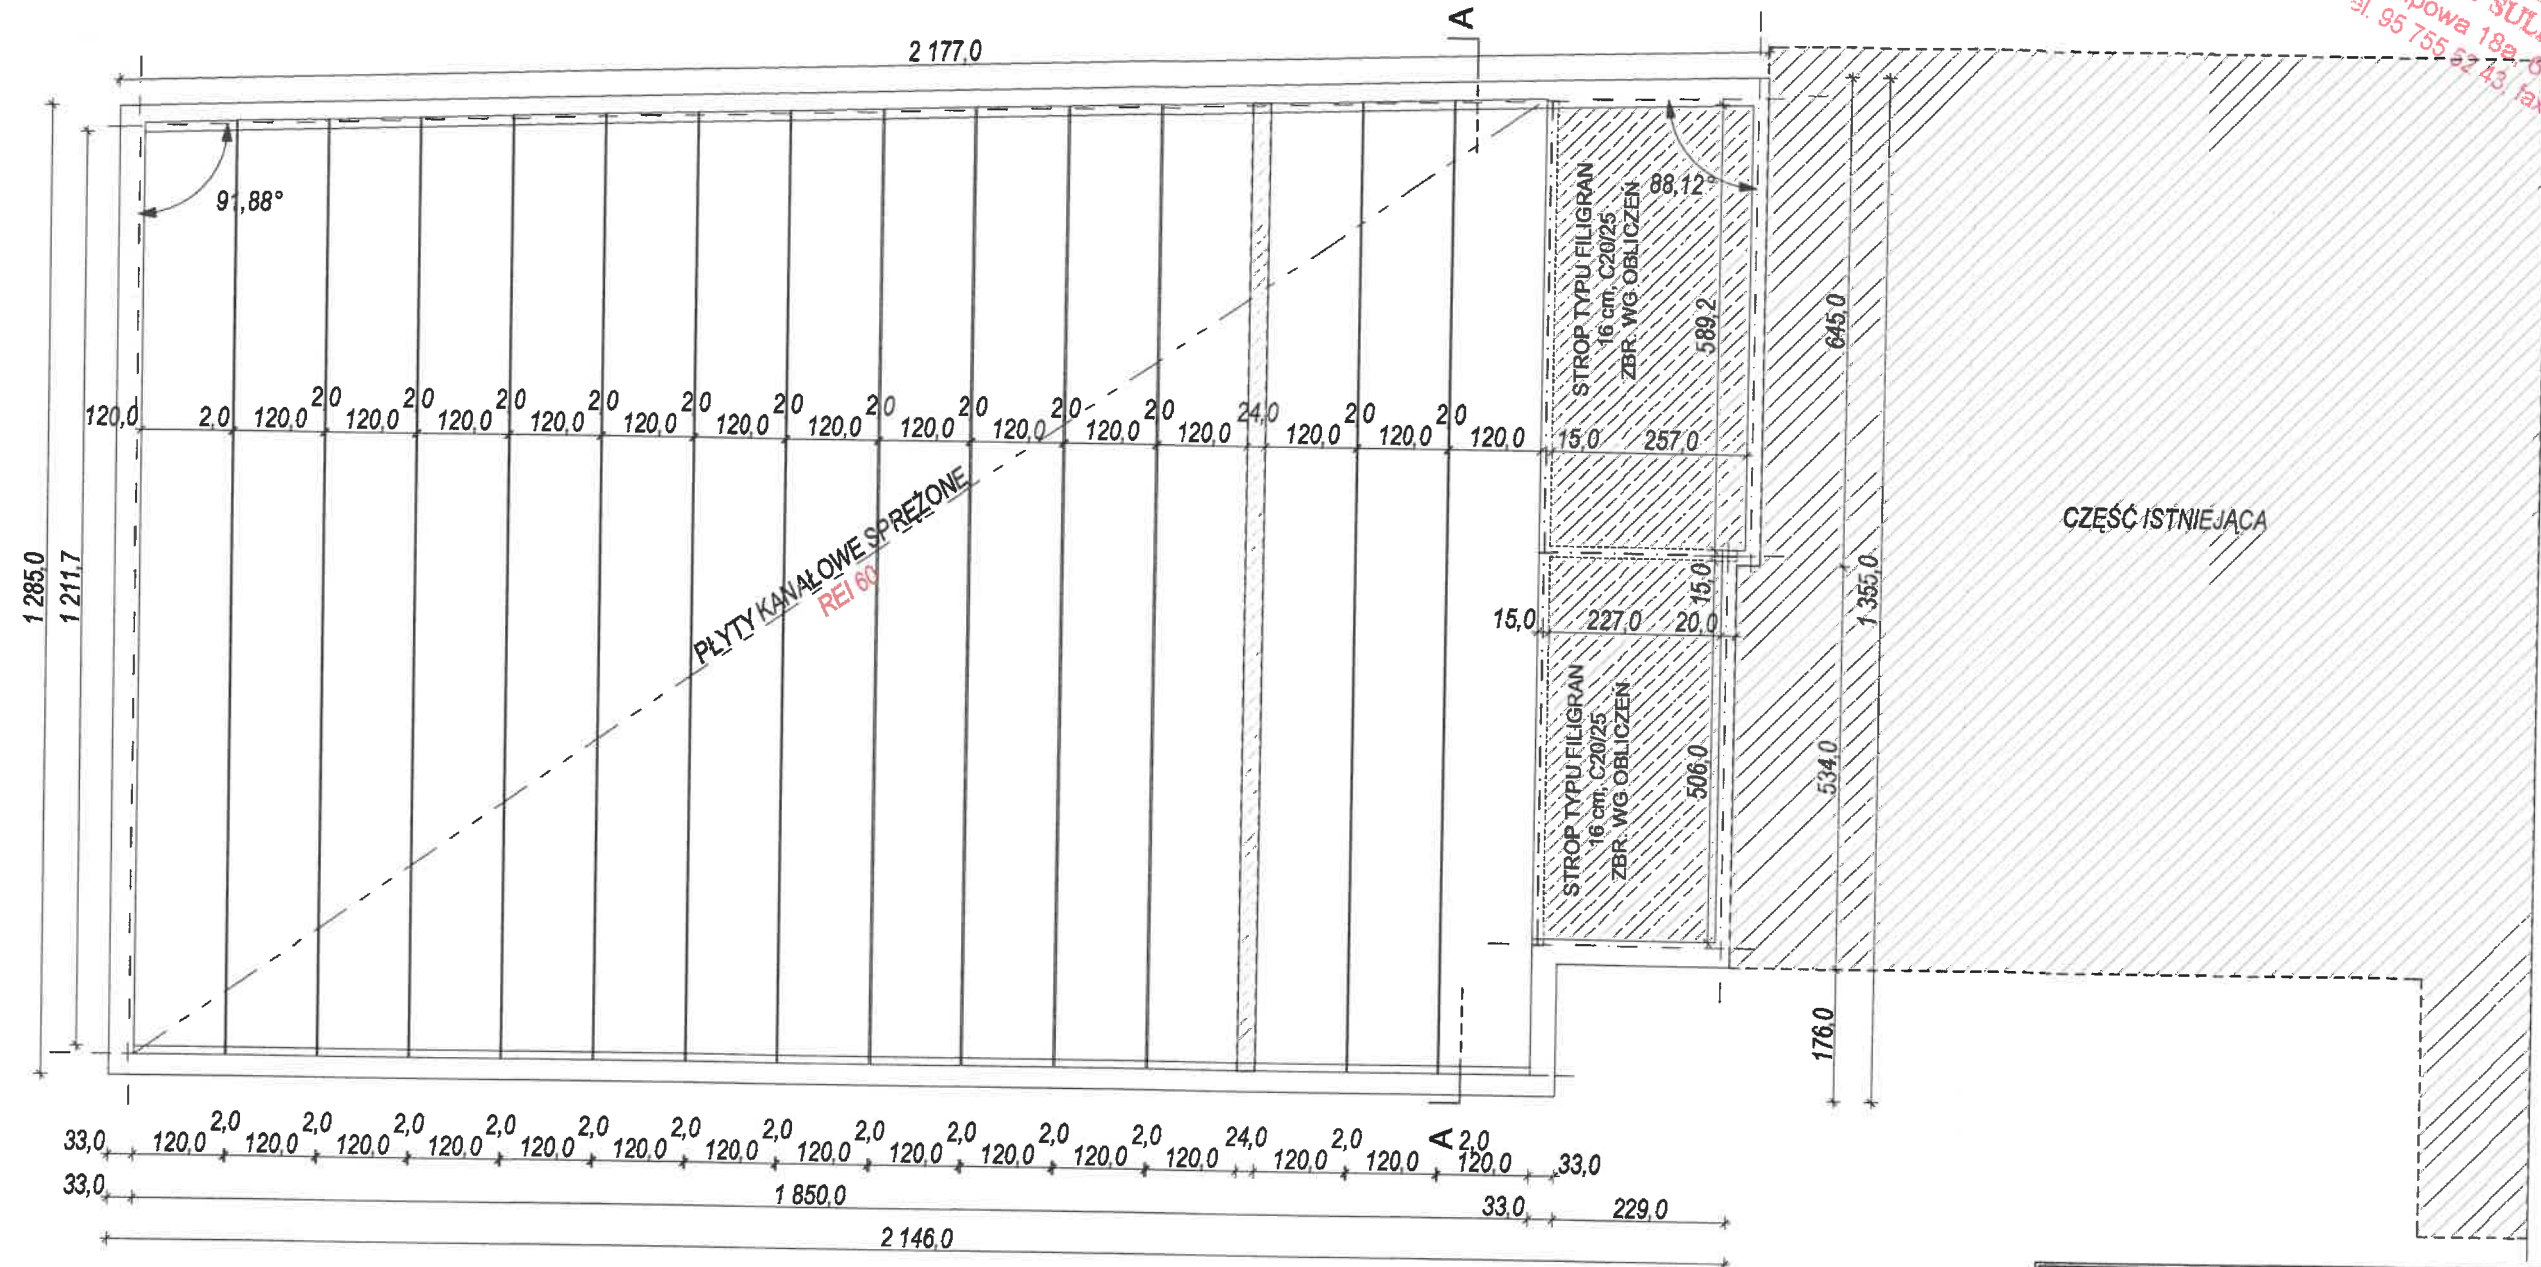 2 177,0
A
SUL
powa 18a, 6
el. 95 755 52 43, fax
91,88°
88,12°
STROP TYPU FILIGRAN
16 cm, C20/25
ZBR. WG OBLICZEŃ
589,2
645,0
1 355,0
1 285,0
1 211,7
120,0 2,0 120,0 2,0 120,0 2,0 120,0 2,0 120,0 2,0 120,0 2,0 120,0 2,0 120,0 2,0 120,0 2,0 120,0 2,0 120,0 2,0 120,0 24,0 120,0 2,0 120,0 2,0 120,0 15,0 257,0
PŁYTY KANAŁOWE SPRĘŻONE
REI 60
CZĘŚĆ ISTNIEJĄCA
15,0
15,0 227,0 20,0
STROP TYPU FILIGRAN
16 cm, C20/25
ZBR. WG OBLICZEŃ
506,0
534,0
176,0
33,0 120,0 2,0 120,0 2,0 120,0 2,0 120,0 2,0 120,0 2,0 120,0 2,0 120,0 2,0 120,0 2,0 120,0 2,0 120,0 2,0 120,0 2,0 120,0 24,0 120,0 2,0 120,0 2,0 120,0 33,0
A
33,0 1 850,0 33,0 229,0
2 146,0